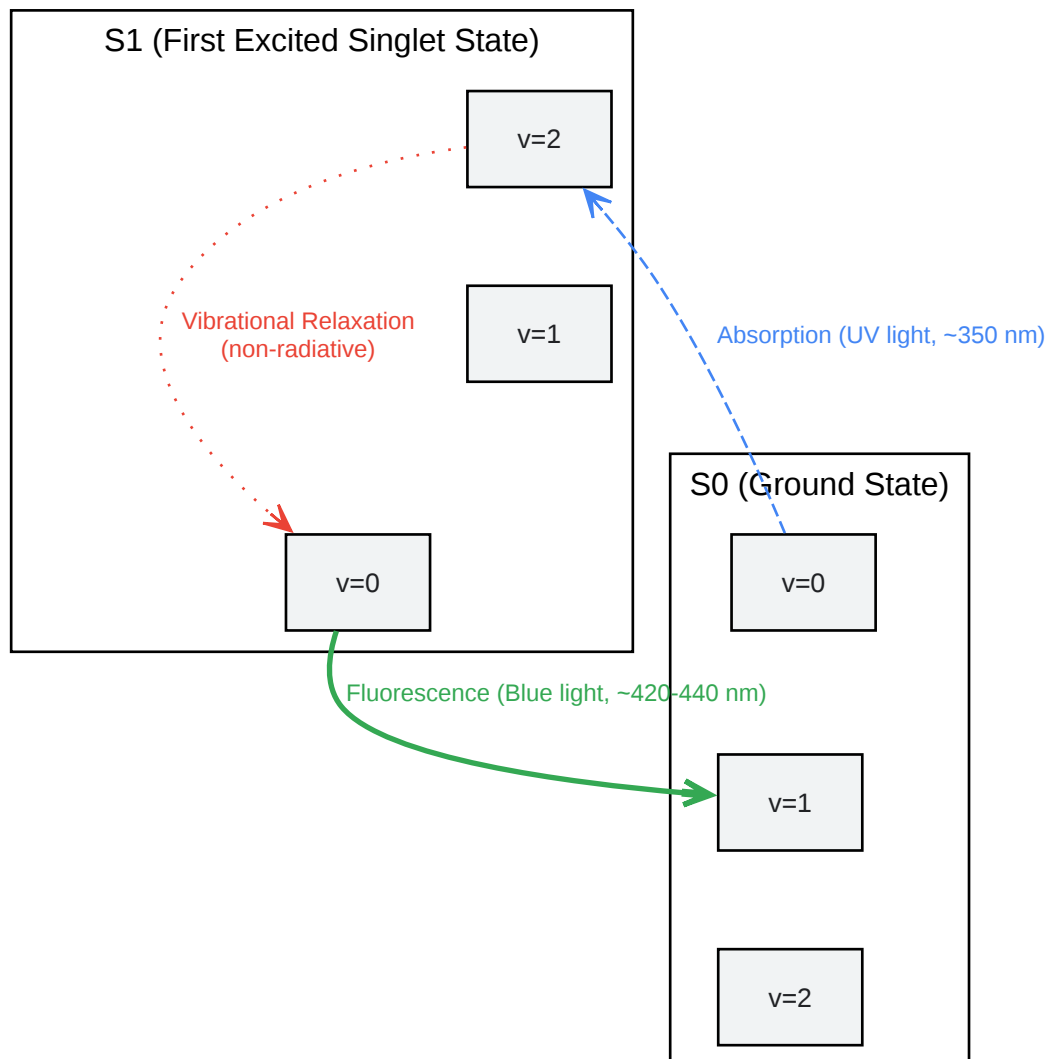 S1 (First Excited Singlet State)
v=2
v=1
Vibrational Relaxation
(non-radiative)
Absorption (UV light, ~350 nm)
S0 (Ground State)
v=0
v=0
Fluorescence (Blue light, ~420-440 nm)
v=1
v=2